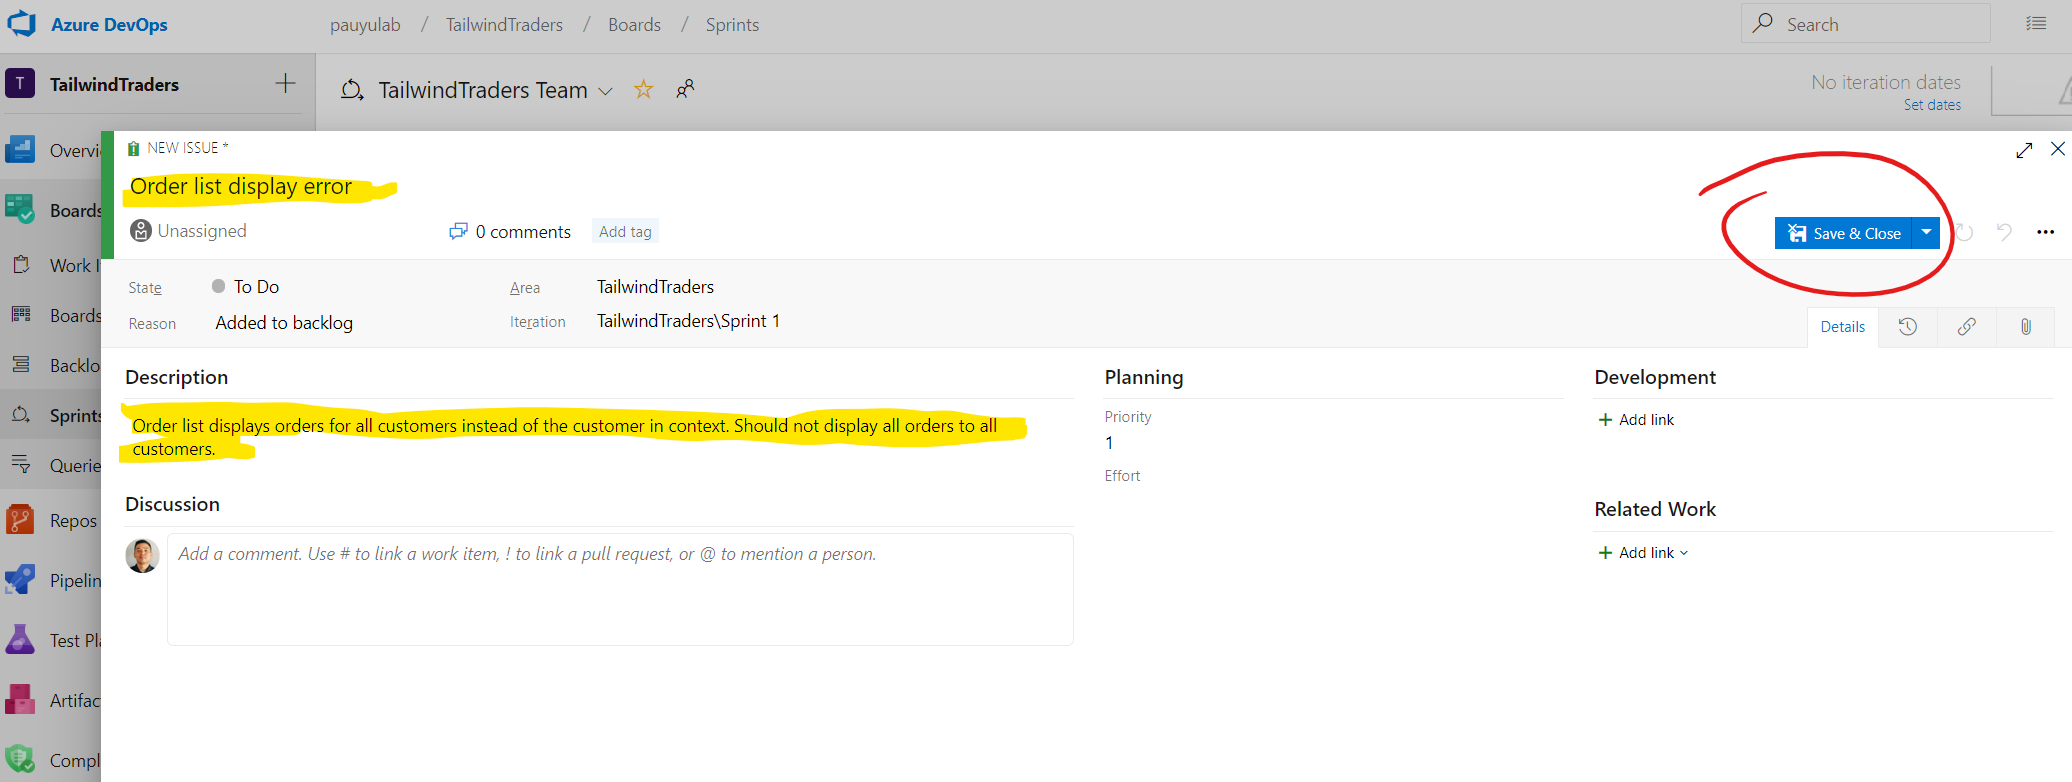 Azure DevOps
pauyulab / TailwindTraders / Boards / Sprints
Search
T TailwindTraders
TailwindTraders Team
No iteration dates
Set dates
Overvi
Boards
Work I
Boards
Backlo
Sprints
Querie
Repos
Pipelin
Test Pl
Artifac
Compl
NEW ISSUE *
Order list display error
Unassigned
0 comments
Add tag
Save & Close
State To Do
Area TailwindTraders
Reason Added to backlog
Iteration TailwindTraders\Sprint 1
Details
Description
Order list displays orders for all customers instead of the customer in context. Should not display all orders to all
customers.
Discussion
Add a comment. Use # to link a work item, ! to link a pull request, or @ to mention a person.
Planning
Priority
1
Effort
Development
+ Add link
Related Work
+ Add link